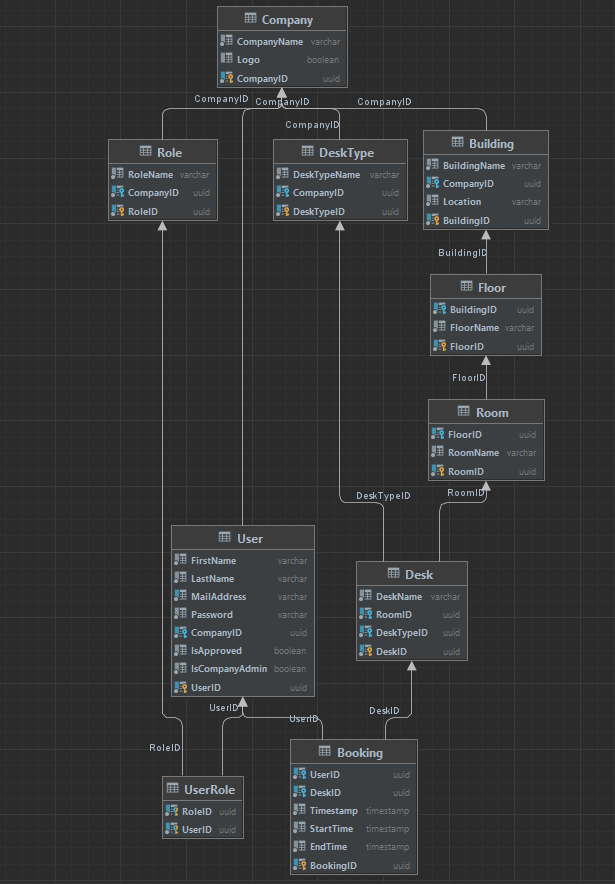 Company
CompanyName varchar
Logo boolean
CompanyID uuid
CompanyID
CompanyID
CompanyID
CompanyID
Role
RoleName varchar
CompanyID uuid
RoleID uuid
DeskType
DeskTypeName varchar
CompanyID uuid
DeskTypeID uuid
Building
BuildingName varchar
CompanyID uuid
Location varchar
BuildingID uuid
BuildingID
Floor
BuildingID uuid
FloorName varchar
FloorID uuid
FloorID
Room
FloorID uuid
RoomName varchar
RoomID uuid
DeskTypeID
RoomID
User
FirstName varchar
LastName varchar
MailAddress varchar
Password varchar
CompanyID uuid
IsApproved boolean
IsCompanyAdmin boolean
UserID uuid
Desk
DeskName varchar
RoomID uuid
DeskTypeID uuid
DeskID uuid
UserID
UserID
DeskID
RoleID
UserRole
RoleID uuid
UserID uuid
Booking
UserID uuid
DeskID uuid
Timestamp timestamp
StartTime timestamp
EndTime timestamp
BookingID uuid